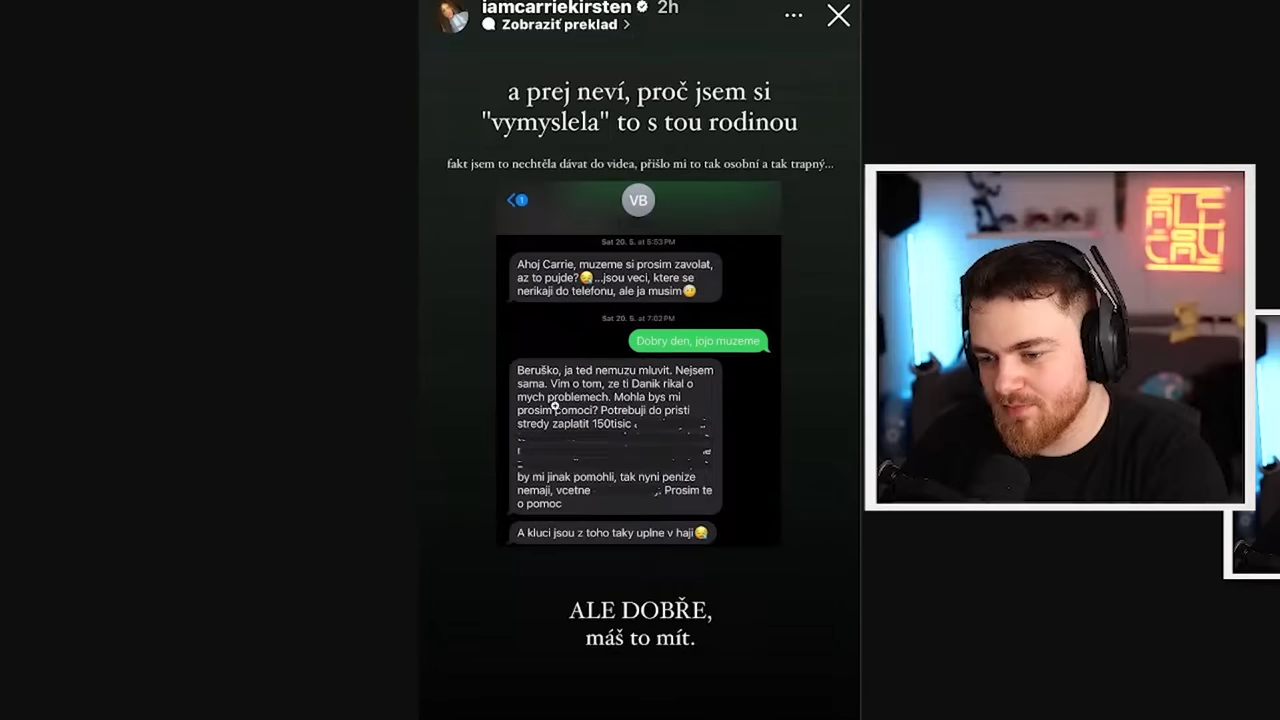 iamcarriekirsten 2h
Zobraziť preklad >
a prej neví, proč jsem si
"vymyslela" to s tou rodinou
fakt jsem to nechtěla dávat do videa, přišlo mi to tak osobní a tak trapný...
1
VB
Sat 20. 5. at 5:53 PM
Ahoj Carrie, muzeme si prosim zavolat,
az to pujde?😢...jsou veci, ktere se
nerikaji do telefonu, ale ja musim🤕
Sat 20. 5. at 7:02 PM
Dobry den, jojo muzeme
Beruško, ja ted nemuzu mluvit. Nejsem
sama. Vim o tom, ze ti Danik rikal o
mych problemech. Mohla bys mi
prosim pomoci? Potrebuji do pristi
stredy zaplatit 150tisic
by mi jinak pomohli, tak nyni penize
nemaji, vcetne Prosim te
o pomoc
A kluci jsou z toho taky uplne v haji😢
ALE DOBŘE,
máš to mít.